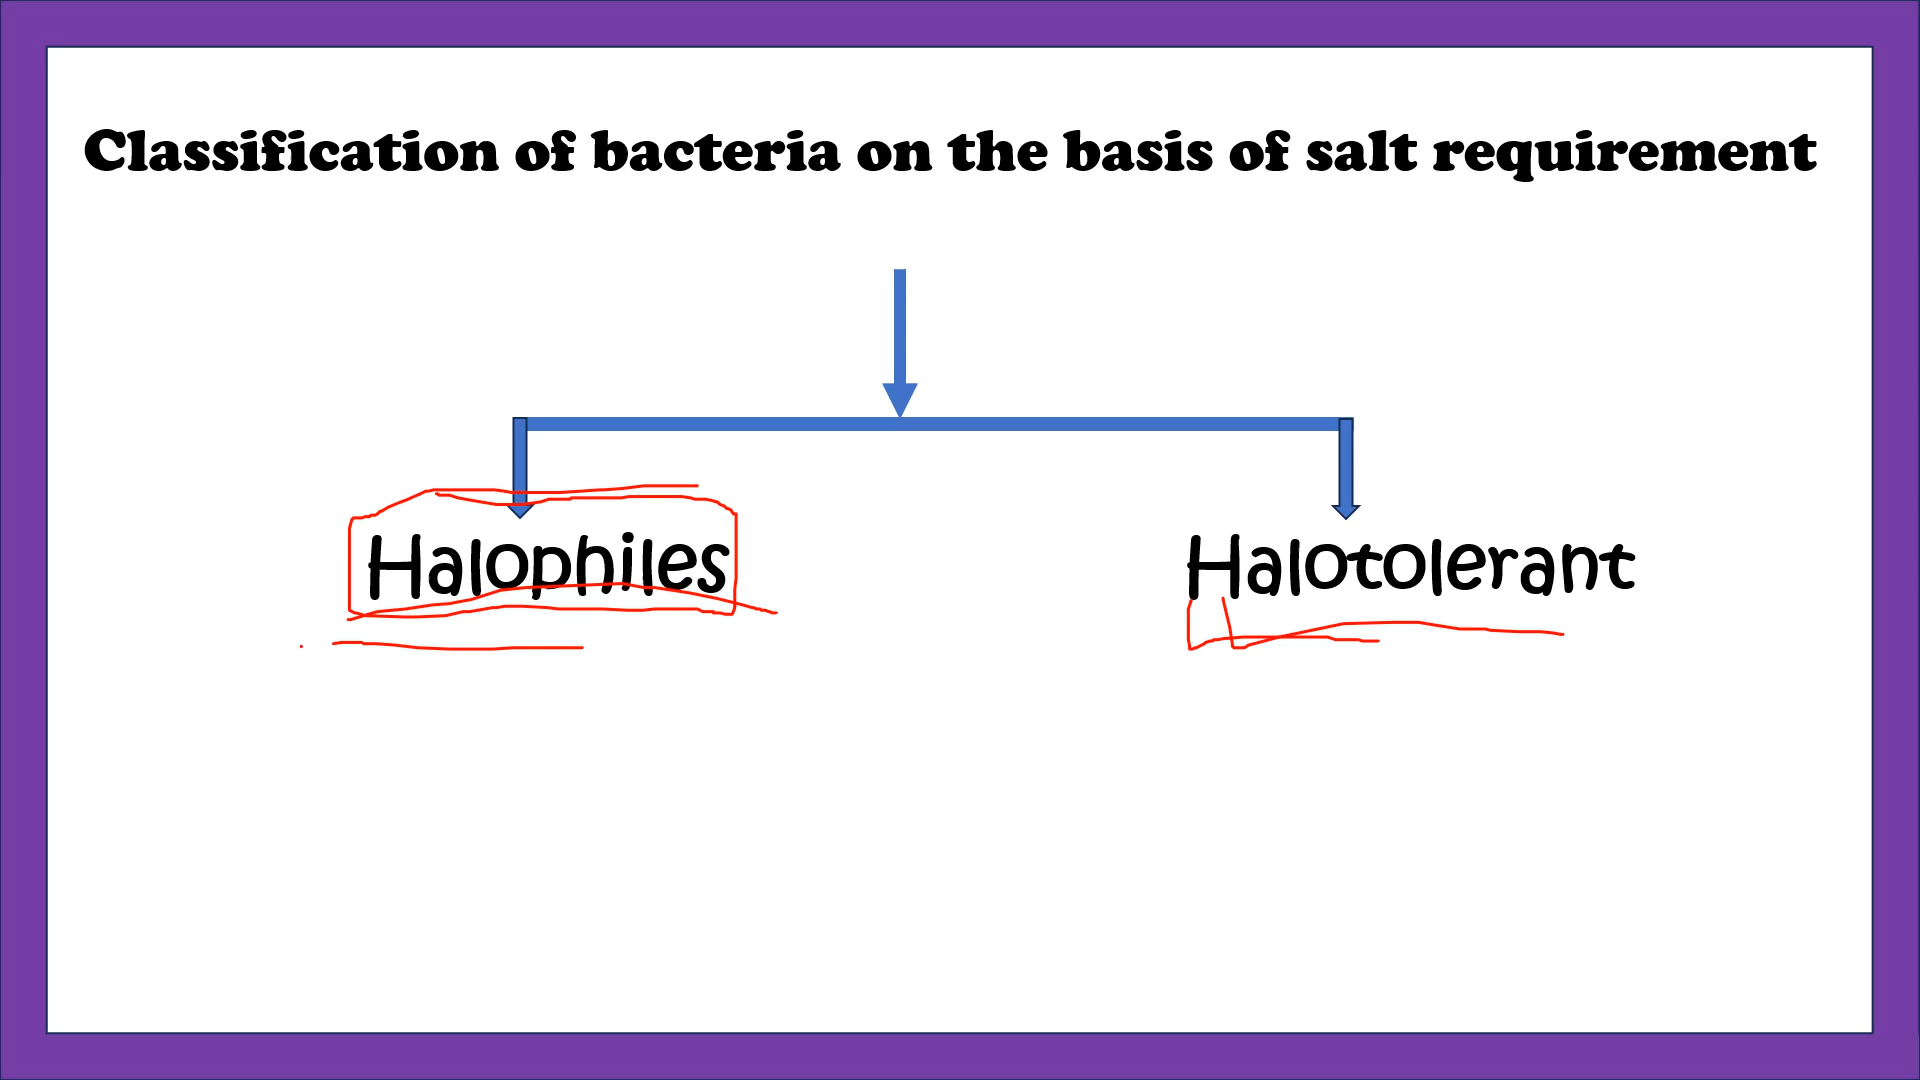 Classification of bacteria on the basis of salt requirement
Halophiles
Halotolerant